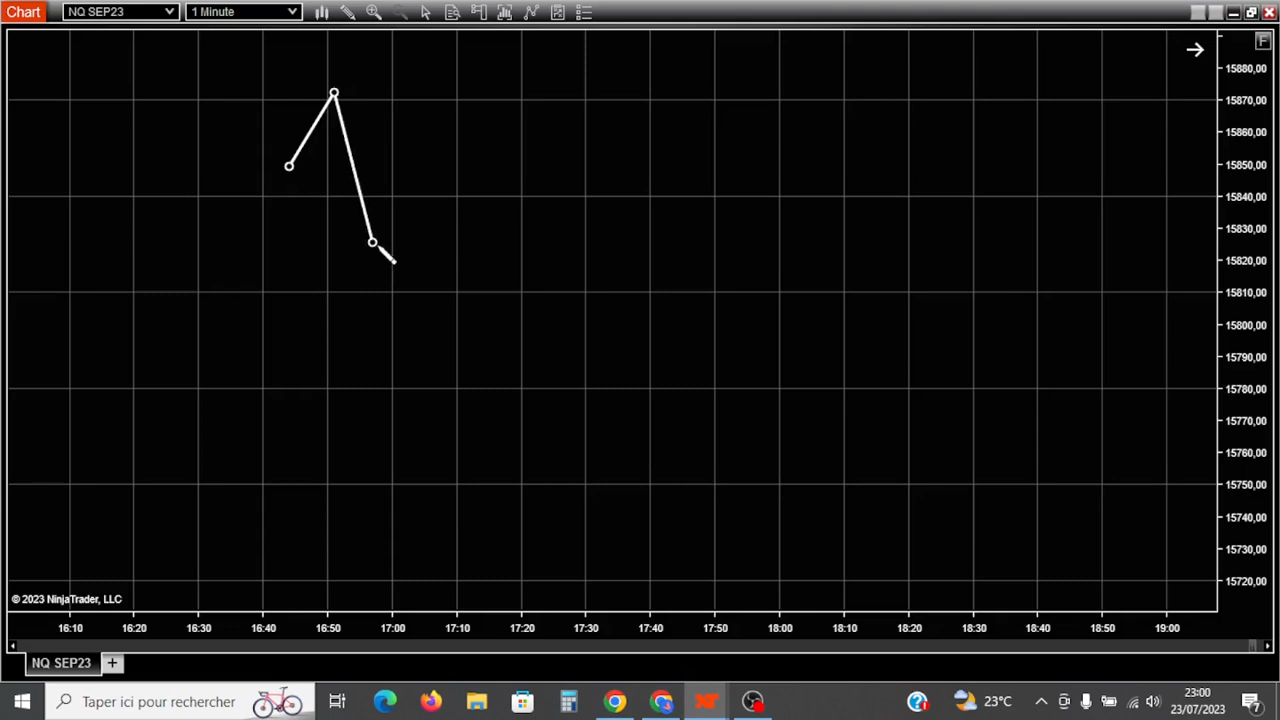 Chart NQ SEP23 1 Minute
F
15880,00
15870,00
15860,00
15850,00
15840,00
15830,00
15820,00
15810,00
15800,00
15790,00
15780,00
15770,00
15760,00
15750,00
15740,00
15730,00
15720,00
© 2023 NinjaTrader, LLC
16:10 16:20 16:30 16:40 16:50 17:00 17:10 17:20 17:30 17:40 17:50 18:00 18:10 18:20 18:30 18:40 18:50 19:00
NQ SEP23 +
Taper ici pour rechercher
23°C
23:00
23/07/2023
7